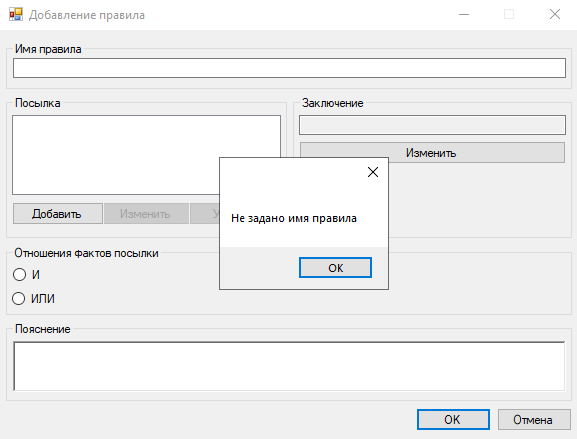 Добавление правила
Имя правила
Посылка
Заключение
Изменить
Не задано имя правила
OK
Добавить
Изменить
Отношения фактов посылки
И
ИЛИ
Пояснение
OK
Отмена